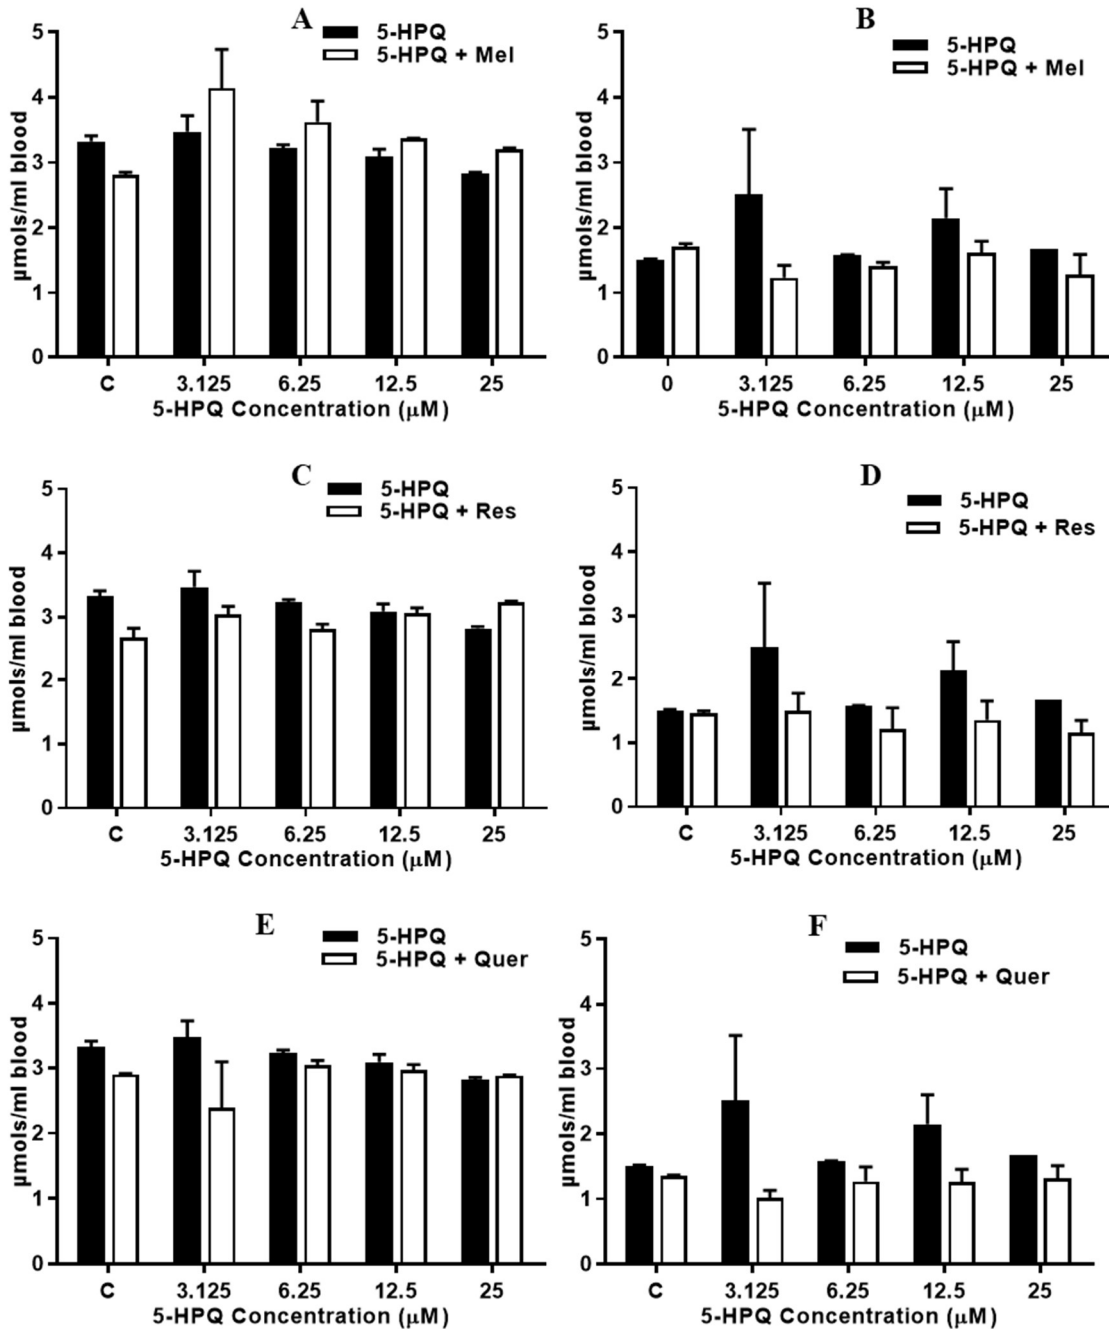 A
5-HPQ
5-HPQ + Mel
µmols/ml blood
5
4
3
2
1
0
C 3.125 6.25 12.5 25
5-HPQ Concentration (µM)
B
5-HPQ
5-HPQ + Mel
µmols/ml blood
5
4
3
2
1
0
0 3.125 6.25 12.5 25
5-HPQ Concentration (µM)
C
5-HPQ
5-HPQ + Res
µmols/ml blood
5
4
3
2
1
0
C 3.125 6.25 12.5 25
5-HPQ Concentration (µM)
D
5-HPQ
5-HPQ + Res
µmols/ml blood
5
4
3
2
1
0
C 3.125 6.25 12.5 25
5-HPQ Concentration (µM)
E
5-HPQ
5-HPQ + Quer
µmols/ml blood
5
4
3
2
1
0
C 3.125 6.25 12.5 25
5-HPQ Concentration (µM)
F
5-HPQ
5-HPQ + Quer
µmols/ml blood
5
4
3
2
1
0
C 3.125 6.25 12.5 25
5-HPQ Concentration (µM)